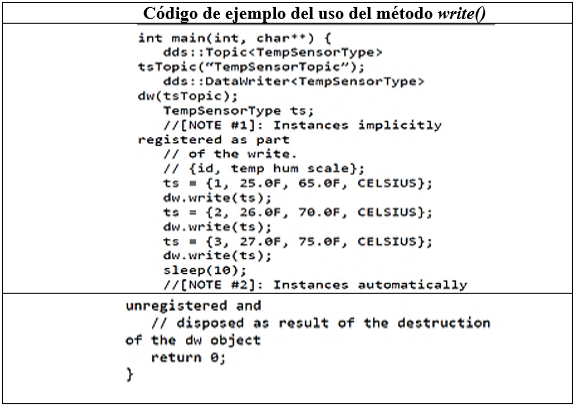 Código de ejemplo del uso del método write()
int main(int, char**) {
dds::Topic<TempSensorType>
tsTopic(“TempSensorTopic”);
dds::DataWriter<TempSensorType>
dw(tsTopic);
TempSensorType ts;
//[NOTE #1]: Instances implicitly
registered as part
// of the write.
// {id, temp hum scale};
ts = {1, 25.0F, 65.0F, CELSIUS};
dw.write(ts);
ts = {2, 26.0F, 70.0F, CELSIUS};
dw.write(ts);
ts = {3, 27.0F, 75.0F, CELSIUS};
dw.write(ts);
sleep(10);
//[NOTE #2]: Instances automatically
unregistered and
// disposed as result of the destruction
of the dw object
return 0;
}